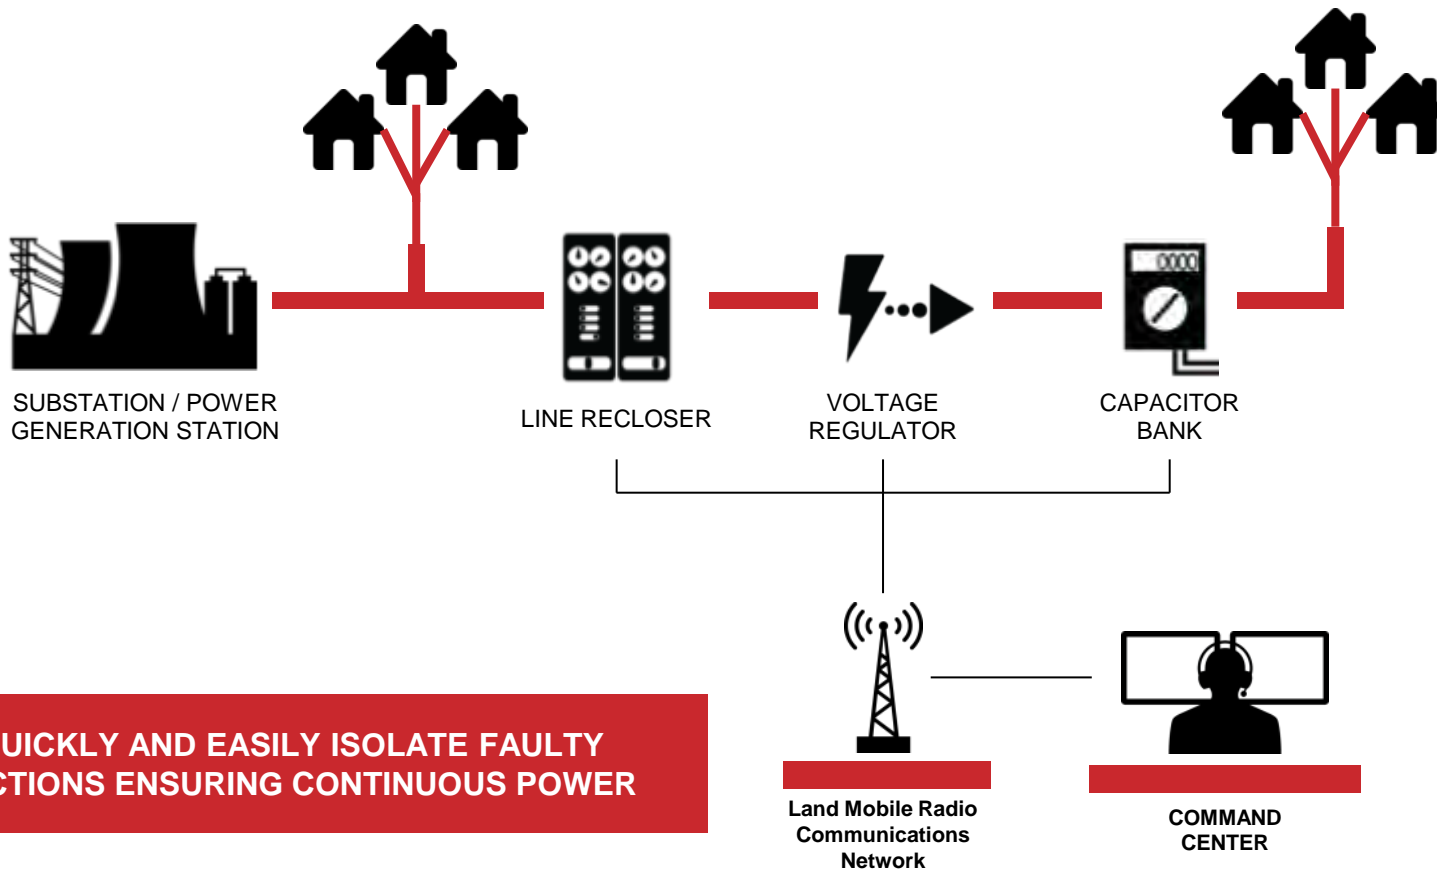 0000
SUBSTATION / POWER
GENERATION STATION
LINE RECLOSER
VOLTAGE
REGULATOR
CAPACITOR
BANK
UICKLY AND EASILY ISOLATE FAULTY
CTIONS ENSURING CONTINUOUS POWER
Land Mobile Radio
Communications
Network
COMMAND
CENTER